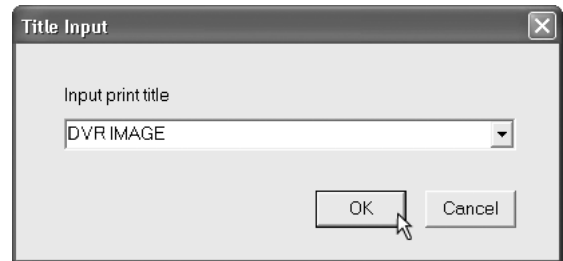 Title Input
Input print title
DVR IMAGE
OK Cancel